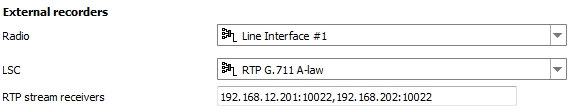 External recorders
Radio Line Interface #1
LSC RTP G.711 A-law
RTP stream receivers 192.168.12.201:10022,192.168.202:10022